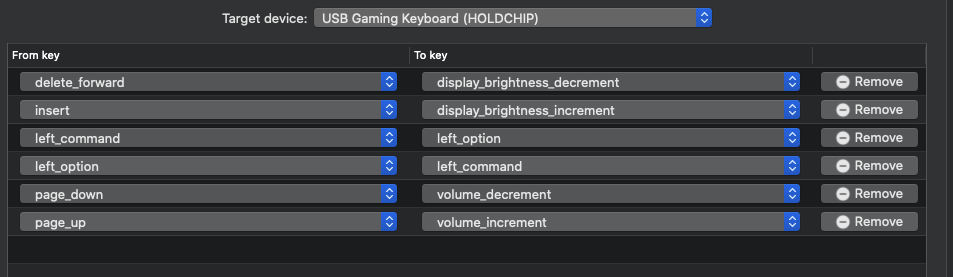 Target device: USB Gaming Keyboard (HOLDCHIP)
From key To key
delete_forward display_brightness_decrement Remove
insert display_brightness_increment Remove
left_command left_option Remove
left_option left_command Remove
page_down volume_decrement Remove
page_up volume_increment Remove